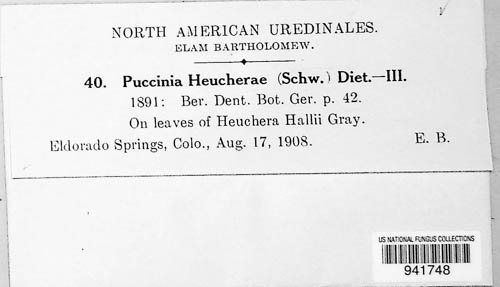 NORTH AMERICAN UREDINALES.
ELAM BARTHOLOMEW.
40. Puccinia Heucherae (Schw.) Diet.—III.
1891: Ber. Dent. Bot. Ger. p. 42.
On leaves of Heuchera Hallii Gray.
Eldorado Springs, Colo., Aug. 17, 1908. E. B.
US NATIONAL FUNGUS COLLECTIONS
941748